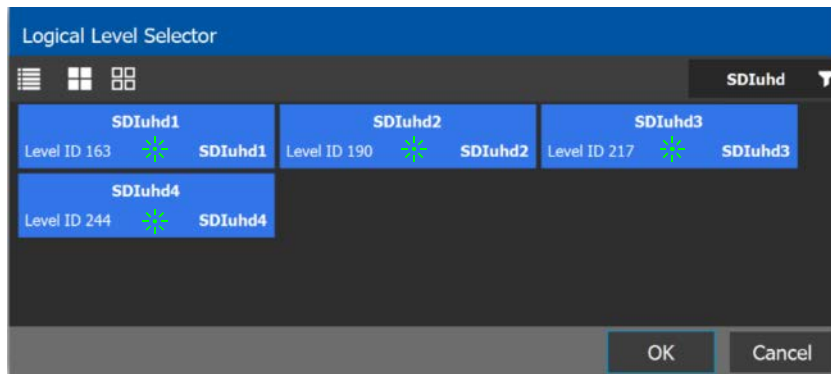 Logical Level Selector
SDIuhd
SDIuhd1
Level ID 163 SDIuhd1
SDIuhd2
Level ID 190 SDIuhd2
SDIuhd3
Level ID 217 SDIuhd3
SDIuhd4
Level ID 244 SDIuhd4
OK Cancel